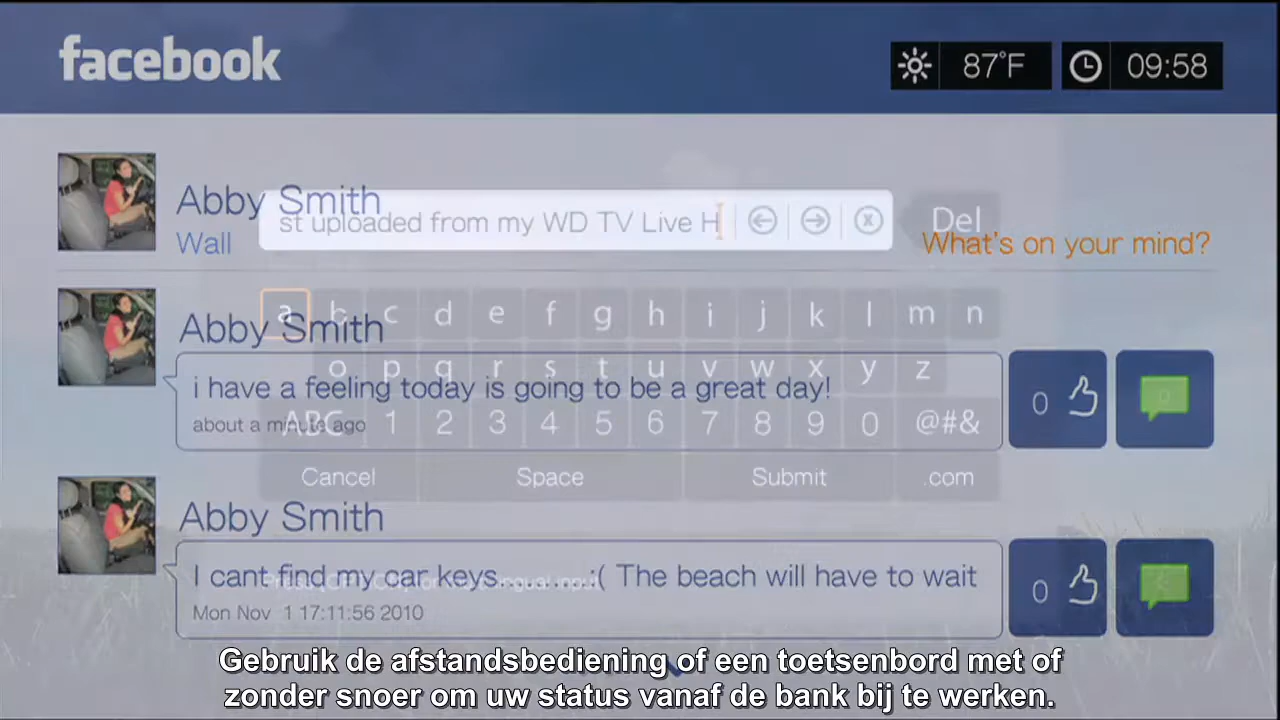 facebook
87°F
09:58
Abby Smith
st uploaded from my WD TV Live H
Del
Wall
What's on your mind?
a b c d e f g h i j k l m n
Abby Smith
o p q r s t u v w x y z
i have a feeling today is going to be a great day!
0
about a minute ago
ABC 1 2 3 4 5 6 7 8 9 0 @#&
Cancel Space Submit .com
Abby Smith
I cant find my car keys..........:( The beach will have to wait
0
Mon Nov 1 17:11:56 2010
Gebruik de afstandsbediening of een toetsenbord met of
zonder snoer om uw status vanaf de bank bij te werken.